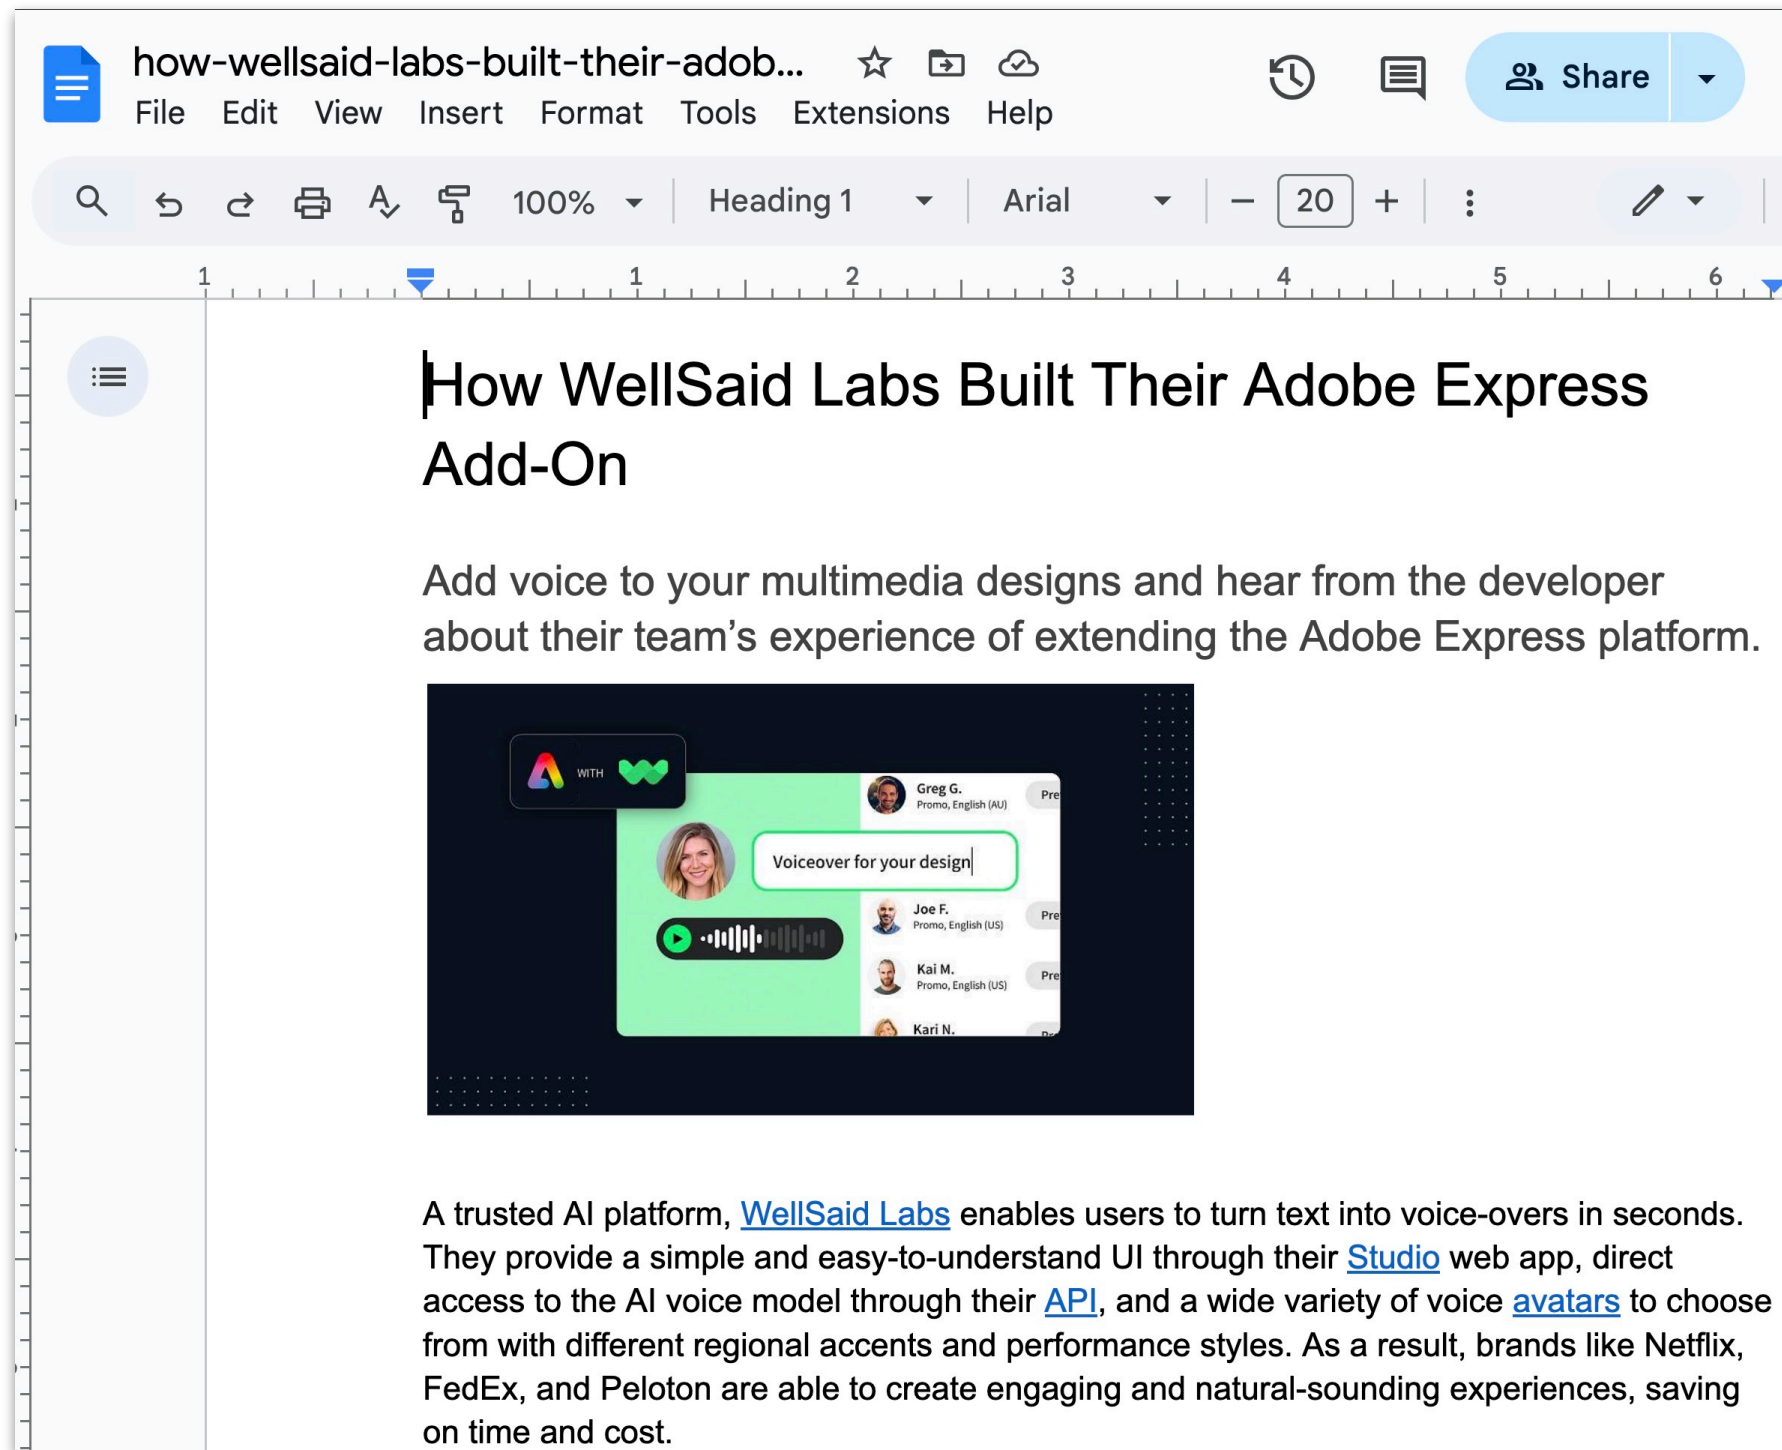 how-wellsaid-labs-built-their-adob...
Share
File Edit View Insert Format Tools Extensions Help
100% Heading 1 Arial 20
1 1 2 3 4 5 6
How WellSaid Labs Built Their Adobe Express
Add-On
Add voice to your multimedia designs and hear from the developer
about their team’s experience of extending the Adobe Express platform.
WITH
Greg G.
Promo, English (AU)
Pre
Voiceover for your design
Joe F.
Promo, English (US)
Pre
Kai M.
Promo, English (US)
Pre
Kari N.
A trusted AI platform, WellSaid Labs enables users to turn text into voice-overs in seconds.
They provide a simple and easy-to-understand UI through their Studio web app, direct
access to the AI voice model through their API, and a wide variety of voice avatars to choose
from with different regional accents and performance styles. As a result, brands like Netflix,
FedEx, and Peloton are able to create engaging and natural-sounding experiences, saving
on time and cost.